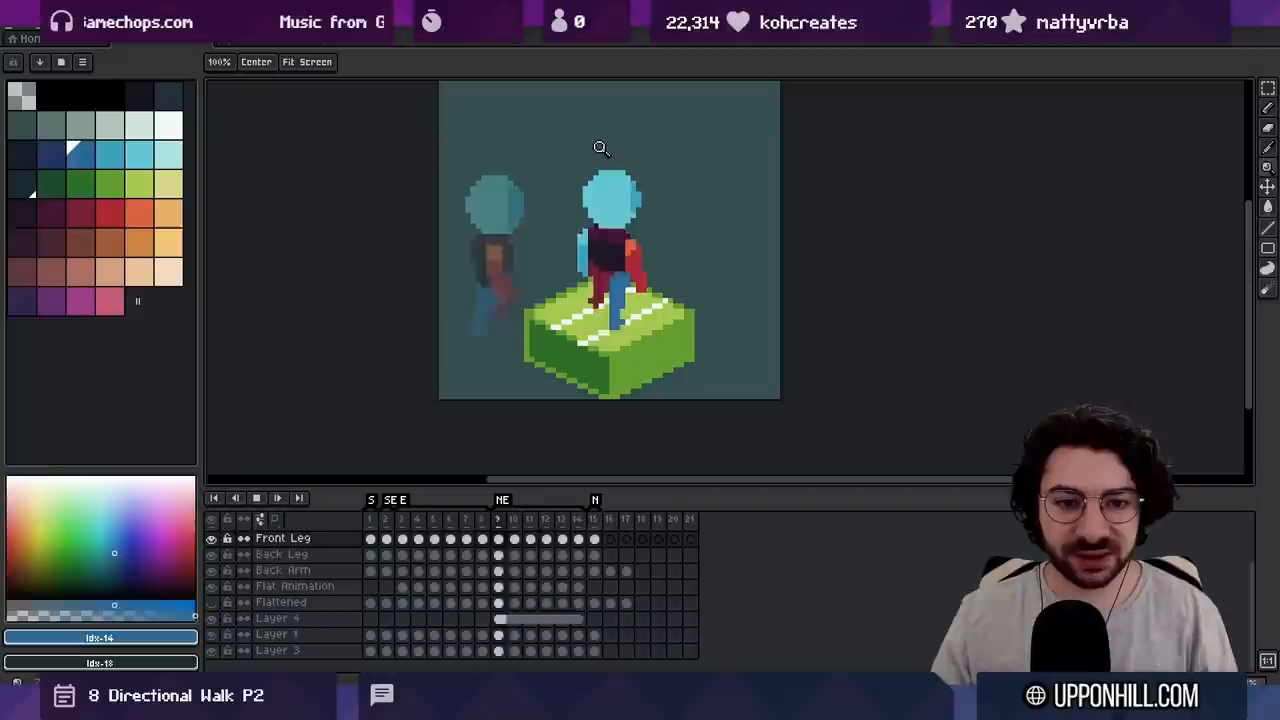 iamechops.com
Music from G
0
22,314 kohcreates
270 mattyvrba
Hom
100% Center Fit Screen
S SE E NE N
1 2 3 4 5 6 7 8 9 10 11 12 13 14 15 16 17 18 19 20 21
Front Leg
Back Leg
Back Arm
Flat Animation
Flattened
Layer 4
Layer 1
Layer 3
Idx-14
Idx-18
1:1
8 Directional Walk P2
UPPONHILL.COM